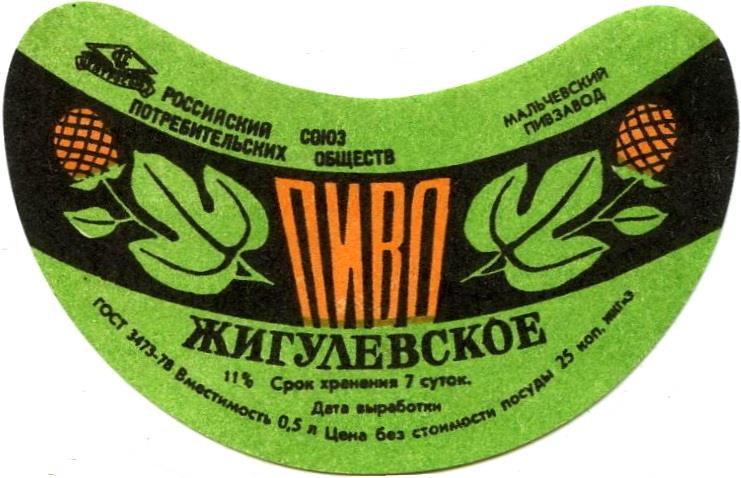 РОССИЙСКИЙ СОЮЗ
ПОТРЕБИТЕЛЬСКИХ ОБЩЕСТВ
МАЛЬЧЕВСКИЙ
ПИВЗАВОД
ПИВО
ЖИГУЛЕВСКОЕ
11% Срок хранения 7 суток.
Дата выработки
ГОСТ 3473-78 Вместимость 0,5 л Цена без стоимости посуды 25 коп.